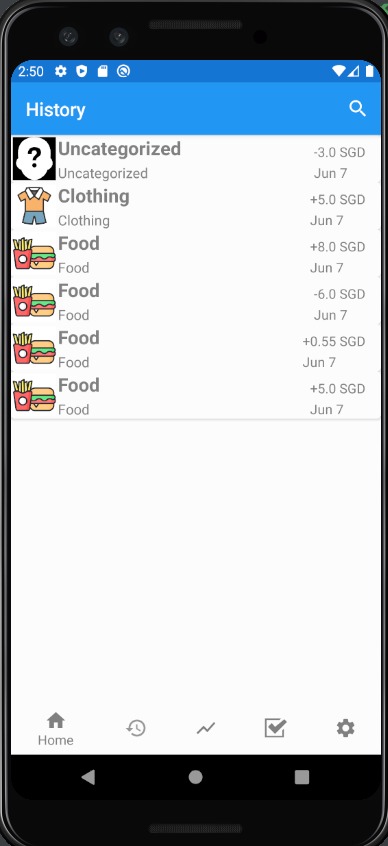 2:50
History
Uncategorized
-3.0 SGD
Uncategorized
Jun 7
Clothing
+5.0 SGD
Clothing
Jun 7
Food
+8.0 SGD
Food
Jun 7
Food
-6.0 SGD
Food
Jun 7
Food
+0.55 SGD
Food
Jun 7
Food
+5.0 SGD
Food
Jun 7
Home